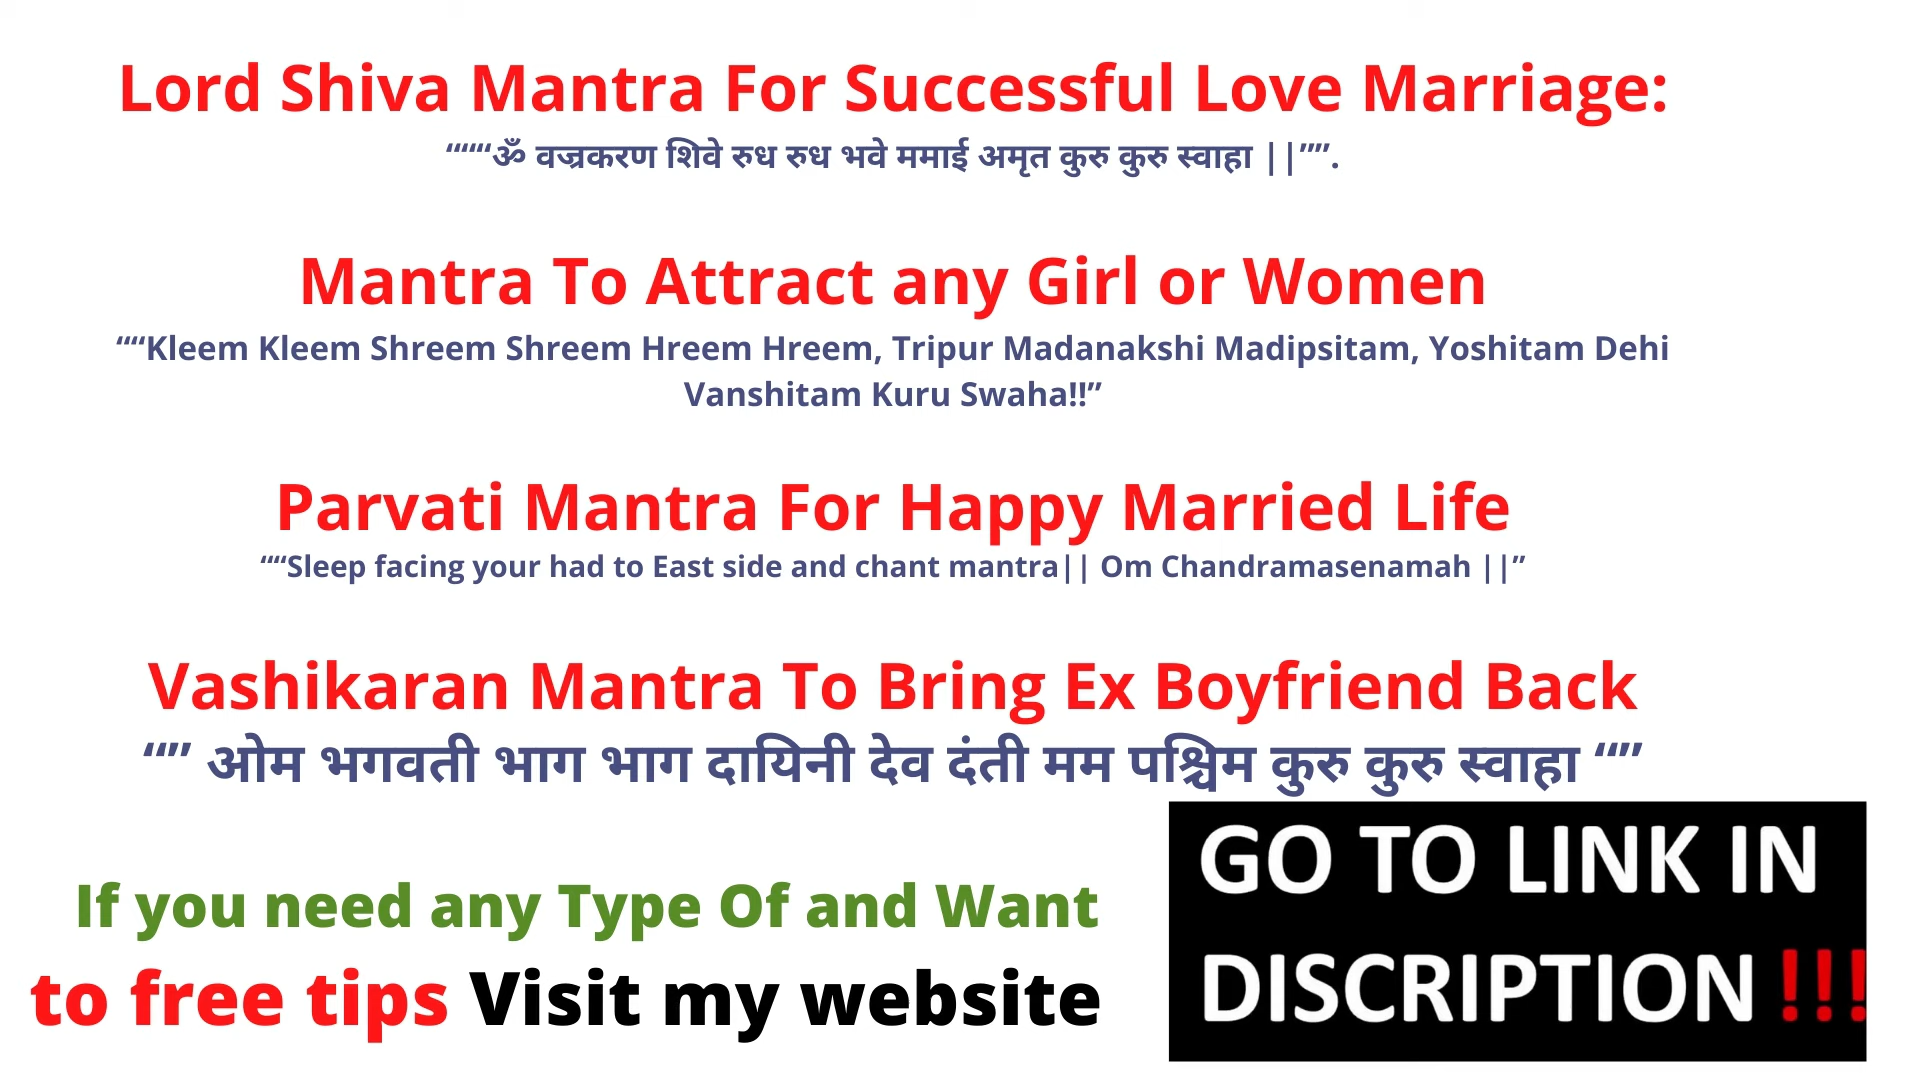 Lord Shiva Mantra For Successful Love Marriage:
“““ॐ वज्रकरण शिवे रुध रुध भवे ममाई अमृत कुरु कुरु स्वाहा ||””.
Mantra To Attract any Girl or Women
““Kleem Kleem Shreem Shreem Hreem Hreem, Tripur Madanakshi Madipsitam, Yoshitam Dehi
Vanshitam Kuru Swaha!!”
Parvati Mantra For Happy Married Life
““Sleep facing your had to East side and chant mantra|| Om Chandramasenamah ||”
Vashikaran Mantra To Bring Ex Boyfriend Back
“” ओम भगवती भाग भाग दायिनी देव दंती मम पश्चिम कुरु कुरु स्वाहा “”
If you need any Type Of and Want
to free tips Visit my website
GO TO LINK IN
DISCRIPTION !!!